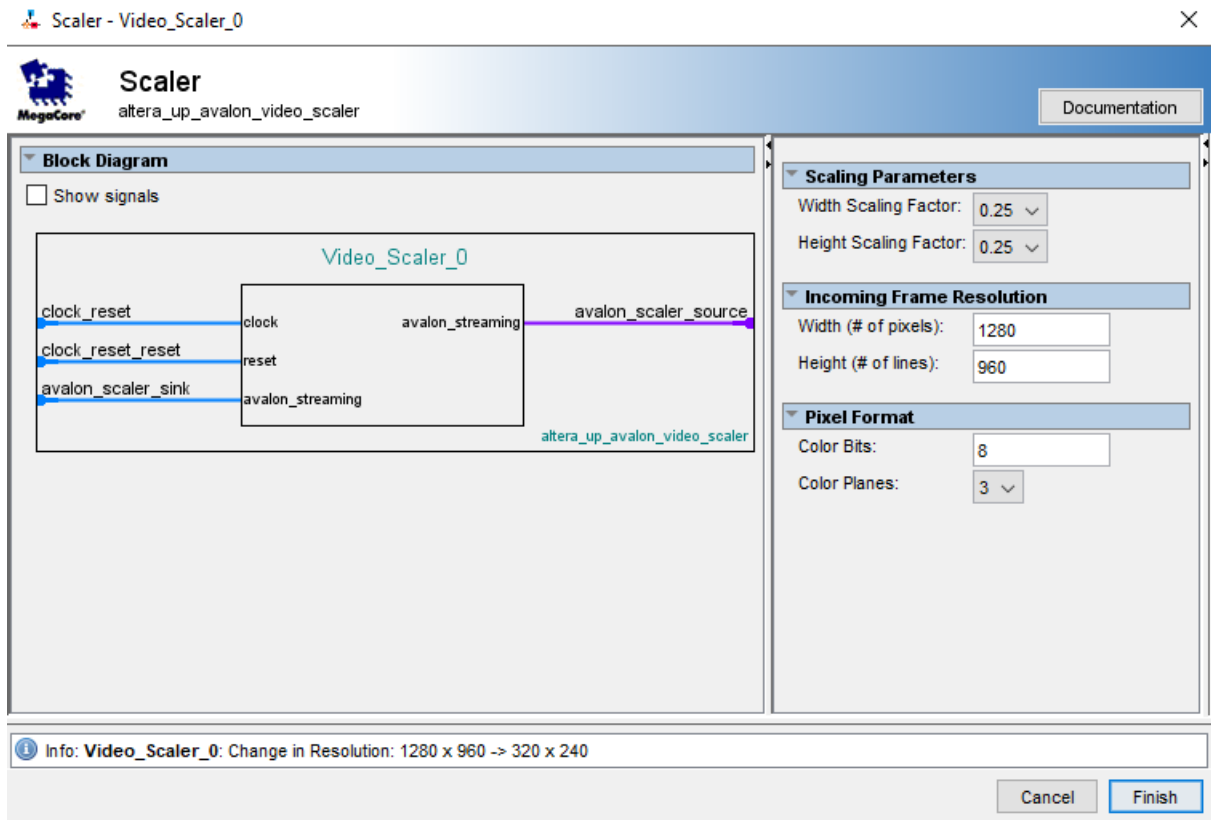 Scaler - Video_Scaler_0
Scaler
altera_up_avalon_video_scaler
MegaCore®
Documentation
Block Diagram
Show signals
Video_Scaler_0
clock_reset
clock
avalon_streaming
avalon_scaler_source
clock_reset_reset
reset
avalon_scaler_sink
avalon_streaming
altera_up_avalon_video_scaler
Scaling Parameters
Width Scaling Factor: 0.25
Height Scaling Factor: 0.25
Incoming Frame Resolution
Width (# of pixels): 1280
Height (# of lines): 960
Pixel Format
Color Bits: 8
Color Planes: 3
Info: Video_Scaler_0: Change in Resolution: 1280 x 960 -> 320 x 240
Cancel
Finish